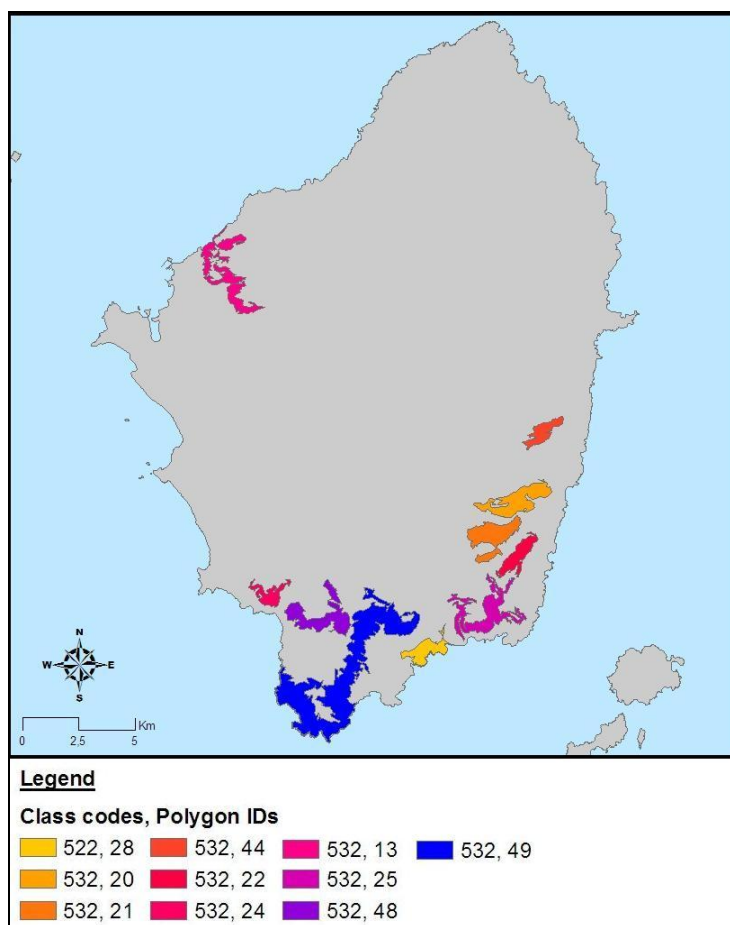 N
W E
S
0 2.5 5 Km
Legend
Class codes, Polygon IDs
522, 28 532, 44 532, 13 532, 49
532, 20 532, 22 532, 25
532, 21 532, 24 532, 48